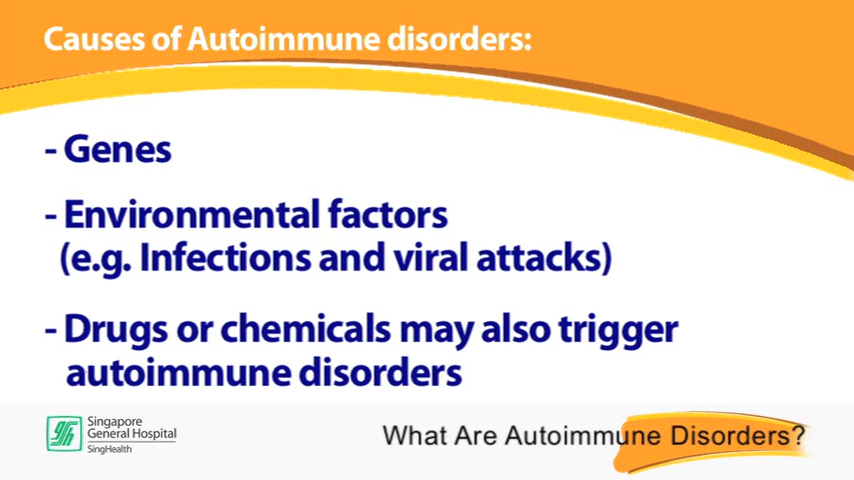 Causes of Autoimmune disorders:
- Genes
- Environmental factors
(e.g. Infections and viral attacks)
- Drugs or chemicals may also trigger
autoimmune disorders
Singapore
General Hospital
SingHealth
What Are Autoimmune Disorders?